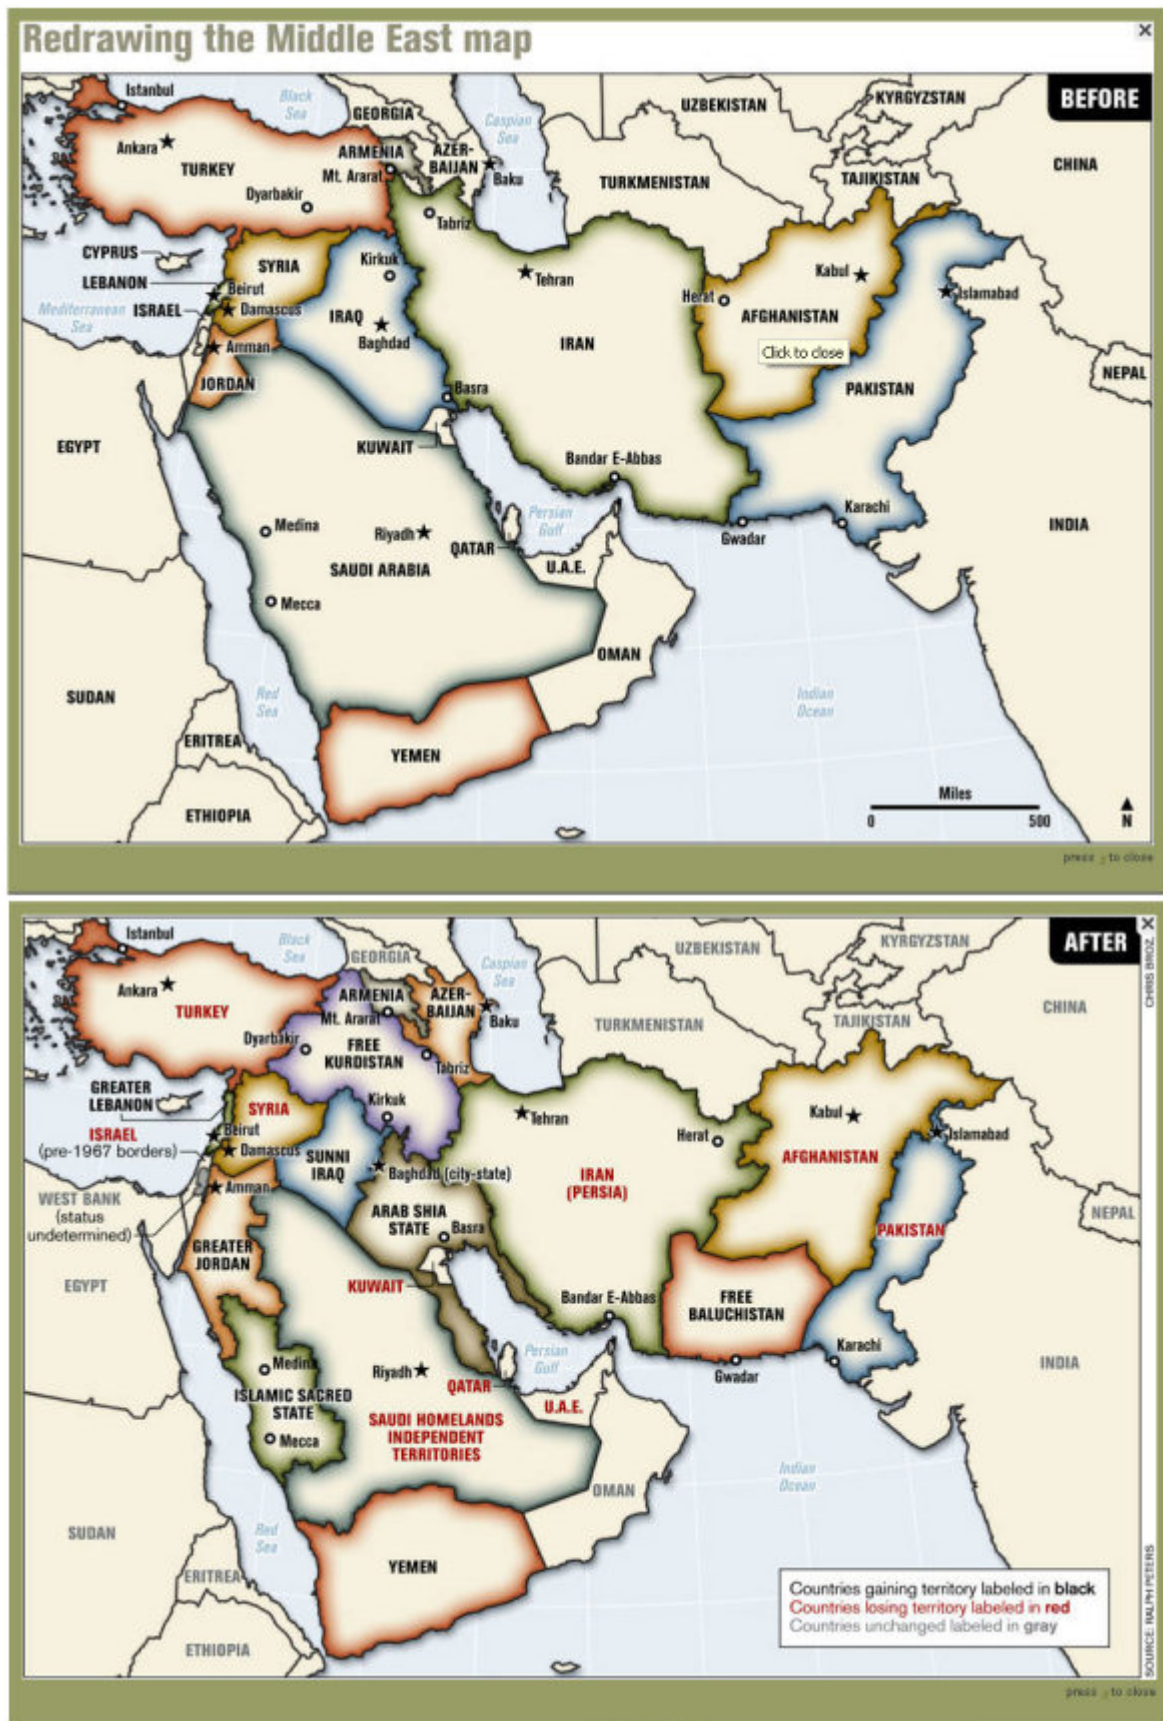 Redrawing the Middle East map
×
BEFORE
Istanbul
Black
Sea
GEORGIA
Caspian
Sea
UZBEKISTAN
KYRGYZSTAN
Ankara
TURKEY
ARMENIA
Mt. Ararat
AZER-
BAIJAN
Baku
TURKMENISTAN
TAJIKISTAN
CHINA
Dyarbakir
Tabriz
CYPRUS
SYRIA
Kirkuk
Tehran
Kabul
LEBANON
Beirut
Herat
Islamabad
Mediterranean
Sea
ISRAEL
Damascus
IRAQ
Baghdad
IRAN
AFGHANISTAN
Amman
Click to close
JORDAN
Basra
PAKISTAN
NEPAL
EGYPT
KUWAIT
Bandar E-Abbas
Medina
Riyadh
Persian
Gulf
Karachi
Gwadar
INDIA
QATAR
SAUDI ARABIA
U.A.E.
Mecca
OMAN
SUDAN
Red
Sea
Indian
Ocean
ERITREA
YEMEN
ETHIOPIA
Miles
0
500
N
press to close
×
AFTER
CHRIS BROZ
Istanbul
Black
Sea
GEORGIA
Caspian
Sea
UZBEKISTAN
KYRGYZSTAN
Ankara
TURKEY
ARMENIA
Mt. Ararat
AZER-
BAIJAN
Baku
TURKMENISTAN
TAJIKISTAN
CHINA
Dyarbakir
FREE
KURDISTAN
Tabriz
GREATER
LEBANON
SYRIA
Kirkuk
Tehran
Kabul
ISRAEL
(pre-1967 borders)
Beirut
Damascus
Herat
Islamabad
SUNNI
IRAQ
Baghdad (city-state)
IRAN
(PERSIA)
AFGHANISTAN
WEST BANK
(status
undetermined)
Amman
ARAB SHIA
STATE
Basra
PAKISTAN
NEPAL
GREATER
JORDAN
EGYPT
KUWAIT
Bandar E-Abbas
FREE
BALUCHISTAN
Medina
Riyadh
Persian
Gulf
Karachi
Gwadar
INDIA
ISLAMIC SACRED
STATE
QATAR
U.A.E.
Mecca
SAUDI HOMELANDS
INDEPENDENT
TERRITORIES
OMAN
Indian
Ocean
SUDAN
Red
Sea
ERITREA
YEMEN
ETHIOPIA
Countries gaining territory labeled in black
Countries losing territory labeled in red
Countries unchanged labeled in gray
SOURCE: RALPH PETERS
press to close